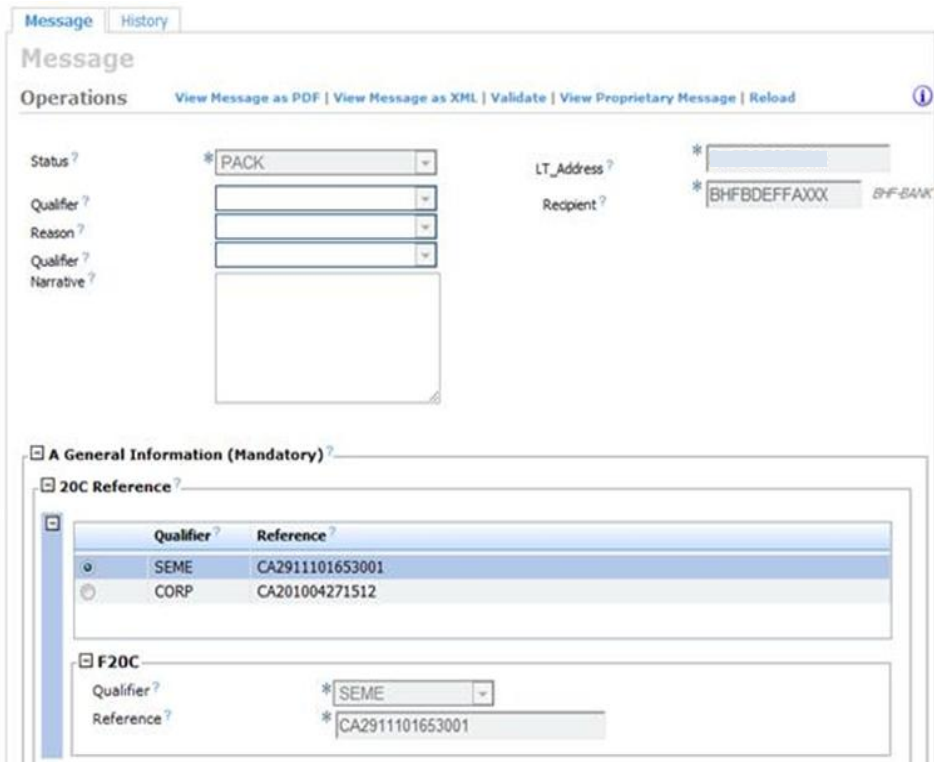 Message History
Message
Operations View Message as PDF | View Message as XML | Validate | View Proprietary Message | Reload
Status ? * PACK LT_Address ? *
Qualifier ? Recipient ? * BHFBDEFFAXXX BHF-BANK
Reason ?
Qualifier ?
Narrative ?
A General Information (Mandatory) ?
20C Reference ?
Qualifier ? Reference ?
SEME CA2911101653001
CORP CA201004271512
F20C
Qualifier ? * SEME
Reference ? * CA2911101653001